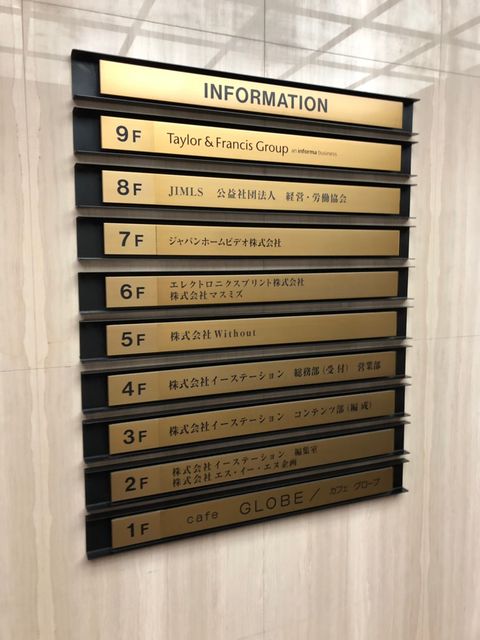 INFORMATION
9F Taylor & Francis Group an informa business
8F JIMLS 公益社団法人 経営・労働協会
7F ジャパンホームビデオ株式会社
6F エレクトロニクスプリント株式会社
株式会社マスミズ
5F 株式会社Without
4F 株式会社イーステーション 総務部(受付) 営業部
3F 株式会社イーステーション コンテンツ部(編成)
2F 株式会社イーステーション 編集室
株式会社エス・イー・エヌ企画
1F cafe GLOBE / カフェ グローブ